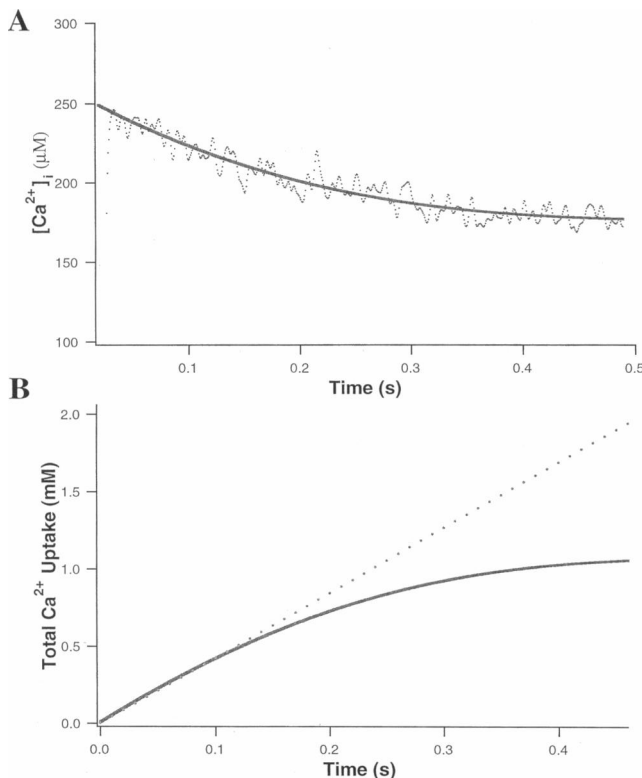 A
300
250
200
150
100
[Ca²⁺]ᵢ (μM)
0.1 0.2 0.3 0.4 0.5
Time (s)
B
2.0
1.5
1.0
0.5
0.0
Total Ca²⁺ Uptake (mM)
0.0 0.1 0.2 0.3 0.4
Time (s)